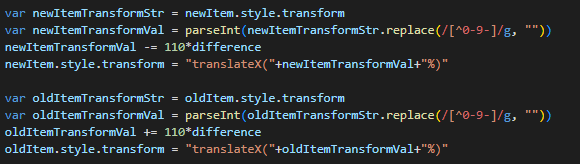 var newItemTransformStr = newItem.style.transform
var newItemTransformVal = parseInt(newItemTransformStr.replace(/[^0-9-]/g, ""))
newItemTransformVal -= 110*difference
newItem.style.transform = "translateX("+newItemTransformVal+"%)"

var oldItemTransformStr = oldItem.style.transform
var oldItemTransformVal = parseInt(oldItemTransformStr.replace(/[^0-9-]/g, ""))
oldItemTransformVal += 110*difference
oldItem.style.transform = "translateX("+oldItemTransformVal+"%)"